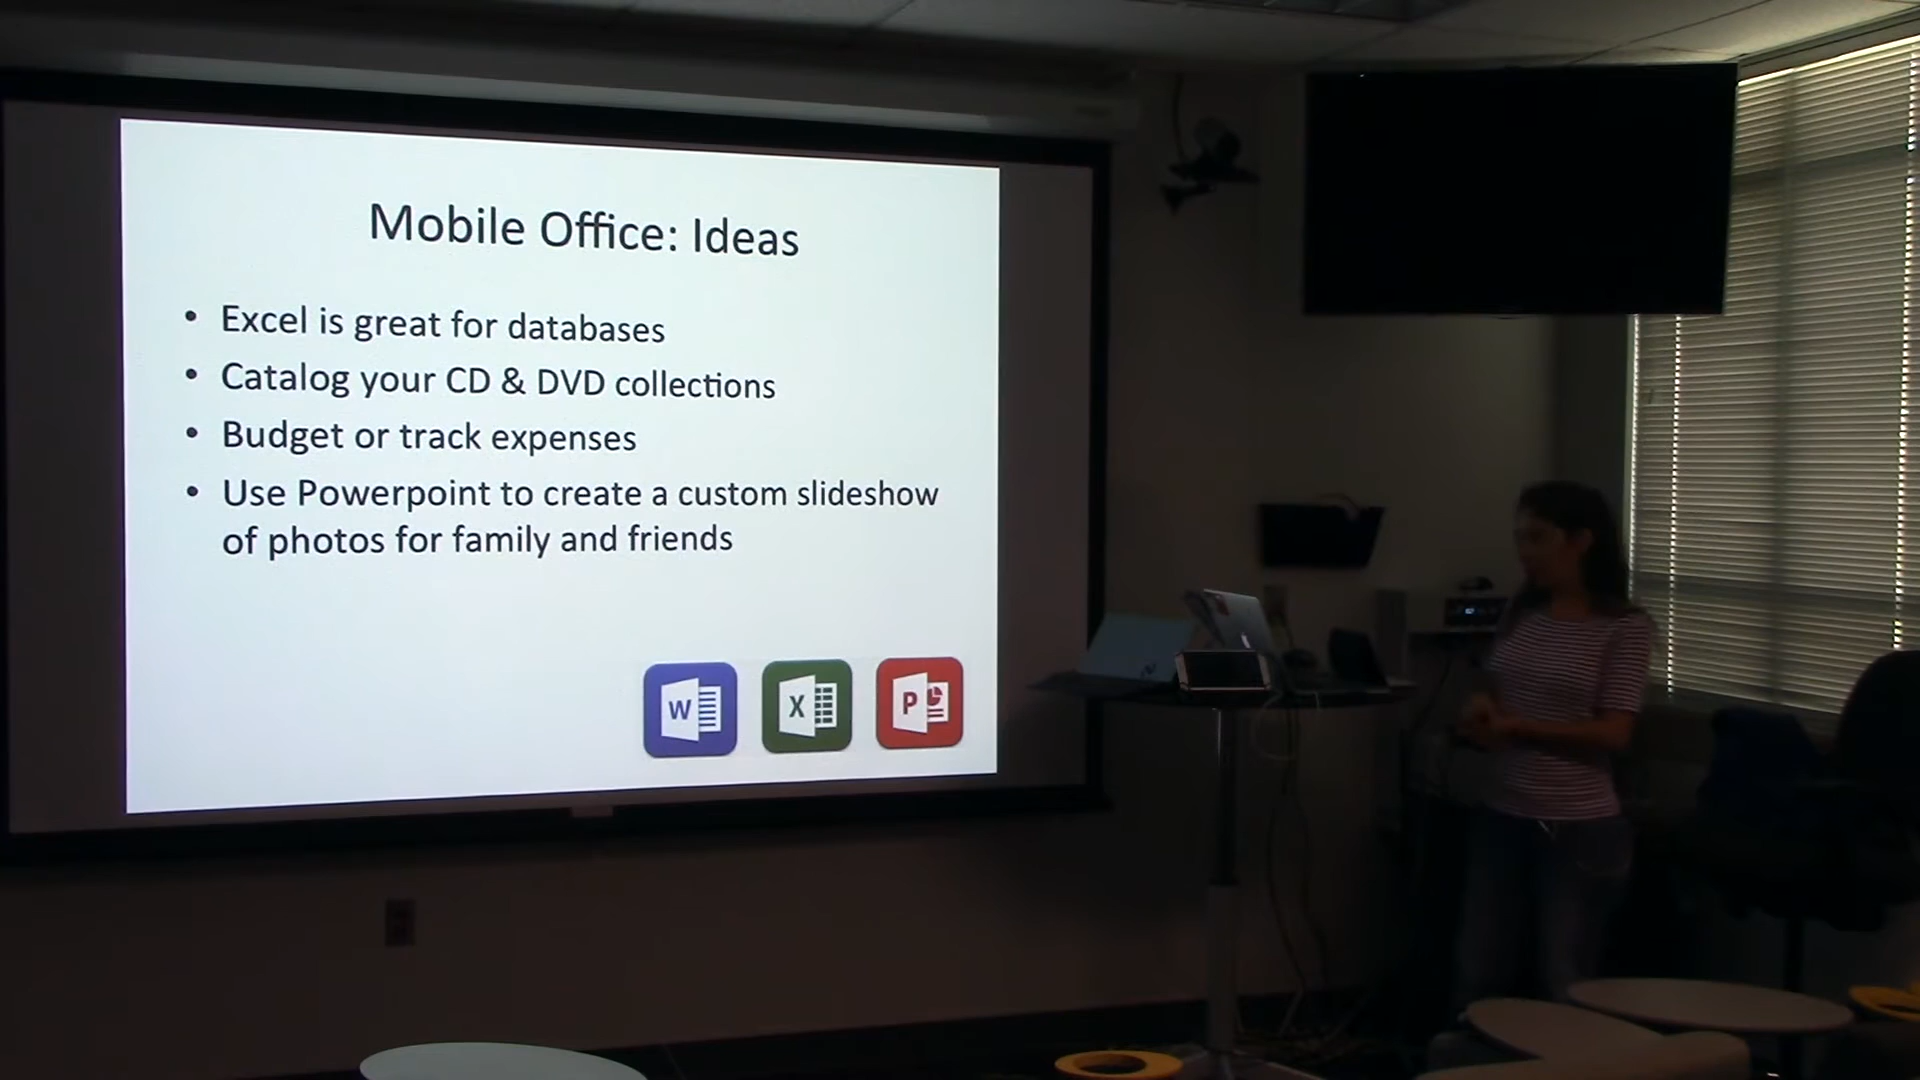 Mobile Office: Ideas
• Excel is great for databases
• Catalog your CD & DVD collections
• Budget or track expenses
• Use Powerpoint to create a custom slideshow
of photos for family and friends
W X P